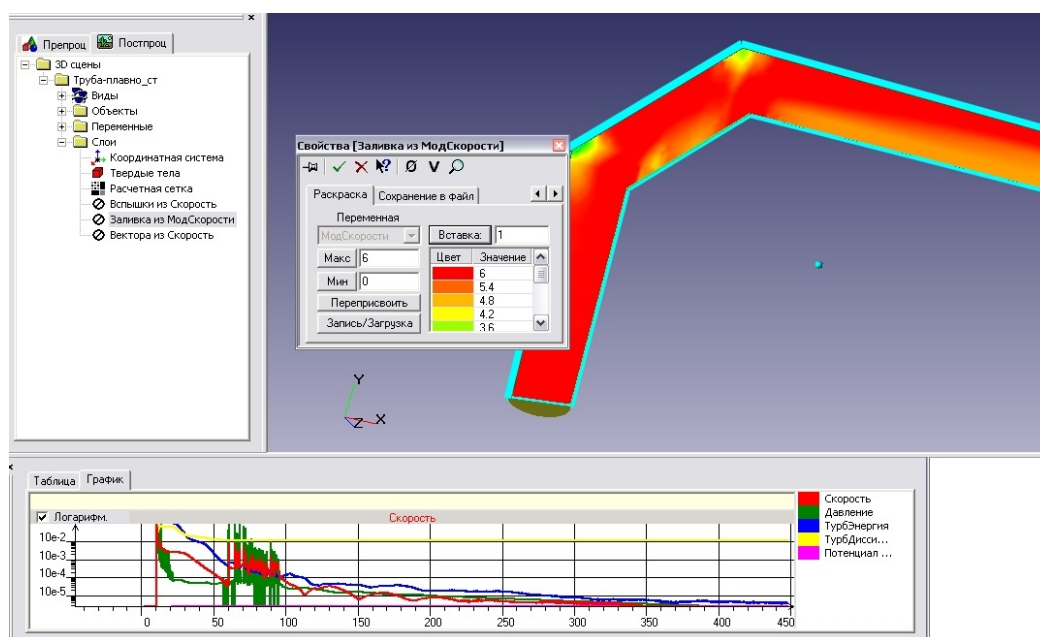 Препроц Постпроц
3D сцены
Труба-плавно_ст
Виды
Объекты
Переменные
Слои
Координатная система
Твердые тела
Расчетная сетка
Вспышки из Скорость
Заливка из МодСкорости
Вектора из Скорость
Свойства [Заливка из МодСкорости]
Раскраска Сохранение в файл
Переменная
МодСкорости Вставка: 1
Макс 6 Цвет Значение
Мин 0 6
5.4
Переприсвоить 4.8
Запись/Загрузка 4.2
3.6
Y
X
Z
Таблица График
Логарифм. Скорость
10e-2
10e-3
10e-4
10e-5
0 50 100 150 200 250 300 350 400 450
Скорость
Давление
ТурбЭнергия
ТурбДисси...
Потенциал ...